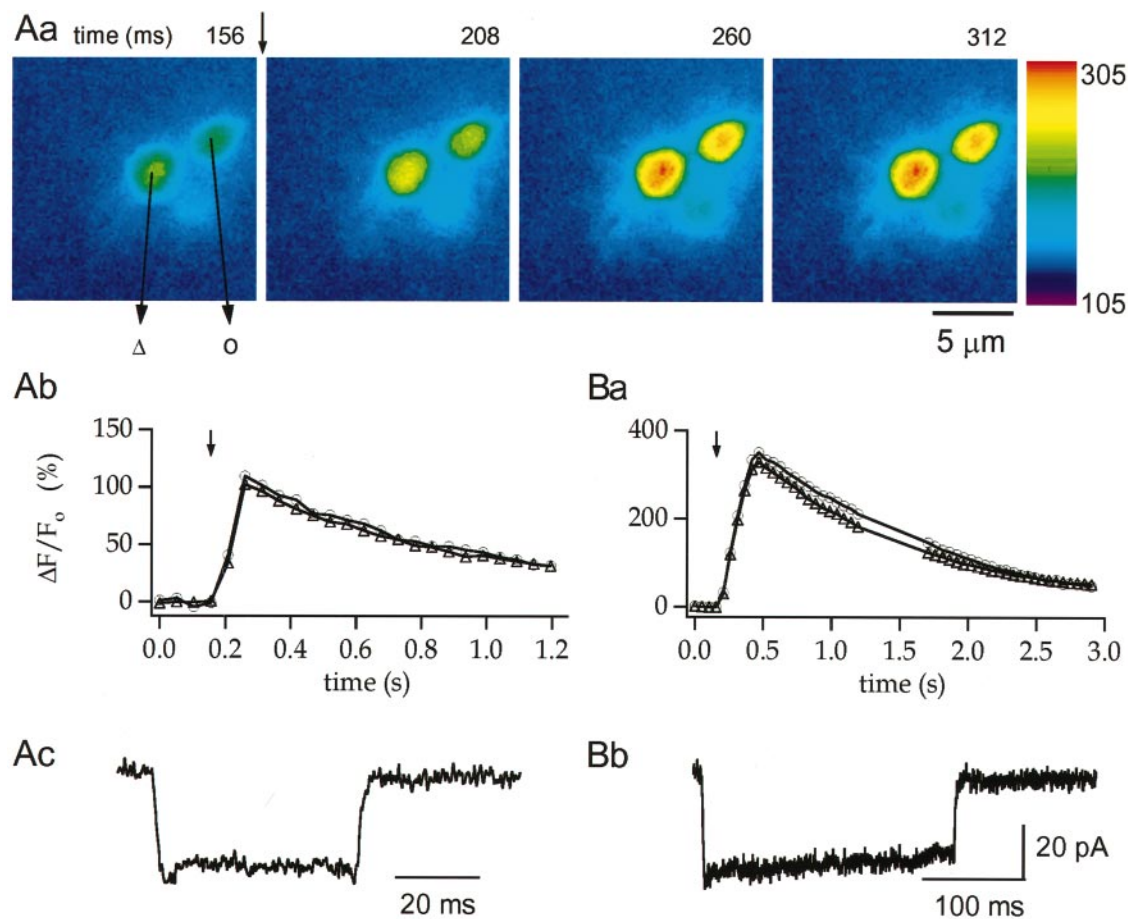 Aa time (ms) 156 208 260 312
305
105
Δ o 5 μm
Ab Ba
150
100
50
0
ΔF/Fo (%)
0.0 0.2 0.4 0.6 0.8 1.0 1.2
time (s)
400
200
0
0.0 0.5 1.0 1.5 2.0 2.5 3.0
time (s)
Ac Bb
20 ms
20 pA
100 ms